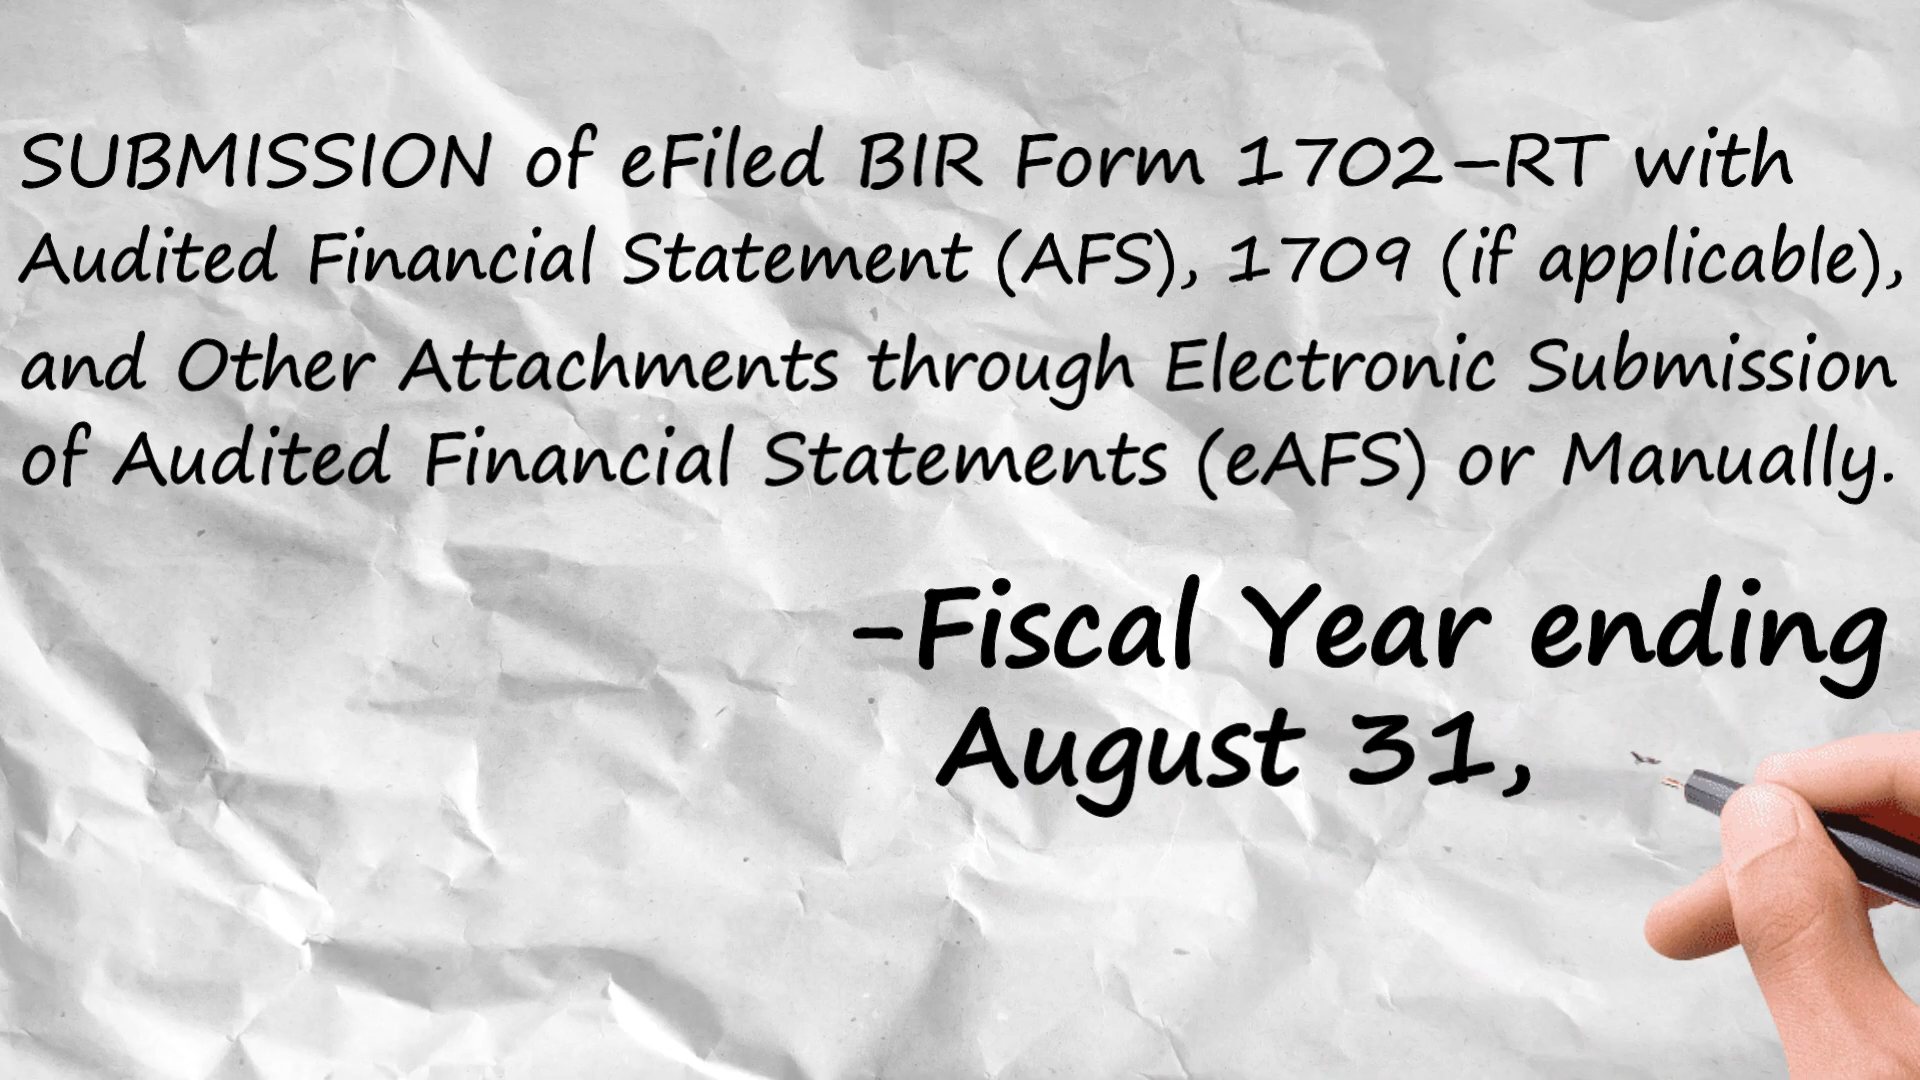 SUBMISSION of eFiled BIR Form 1702–RT with
Audited Financial Statement (AFS), 1709 (if applicable),
and Other Attachments through Electronic Submission
of Audited Financial Statements (eAFS) or Manually.
-Fiscal Year ending
August 31,